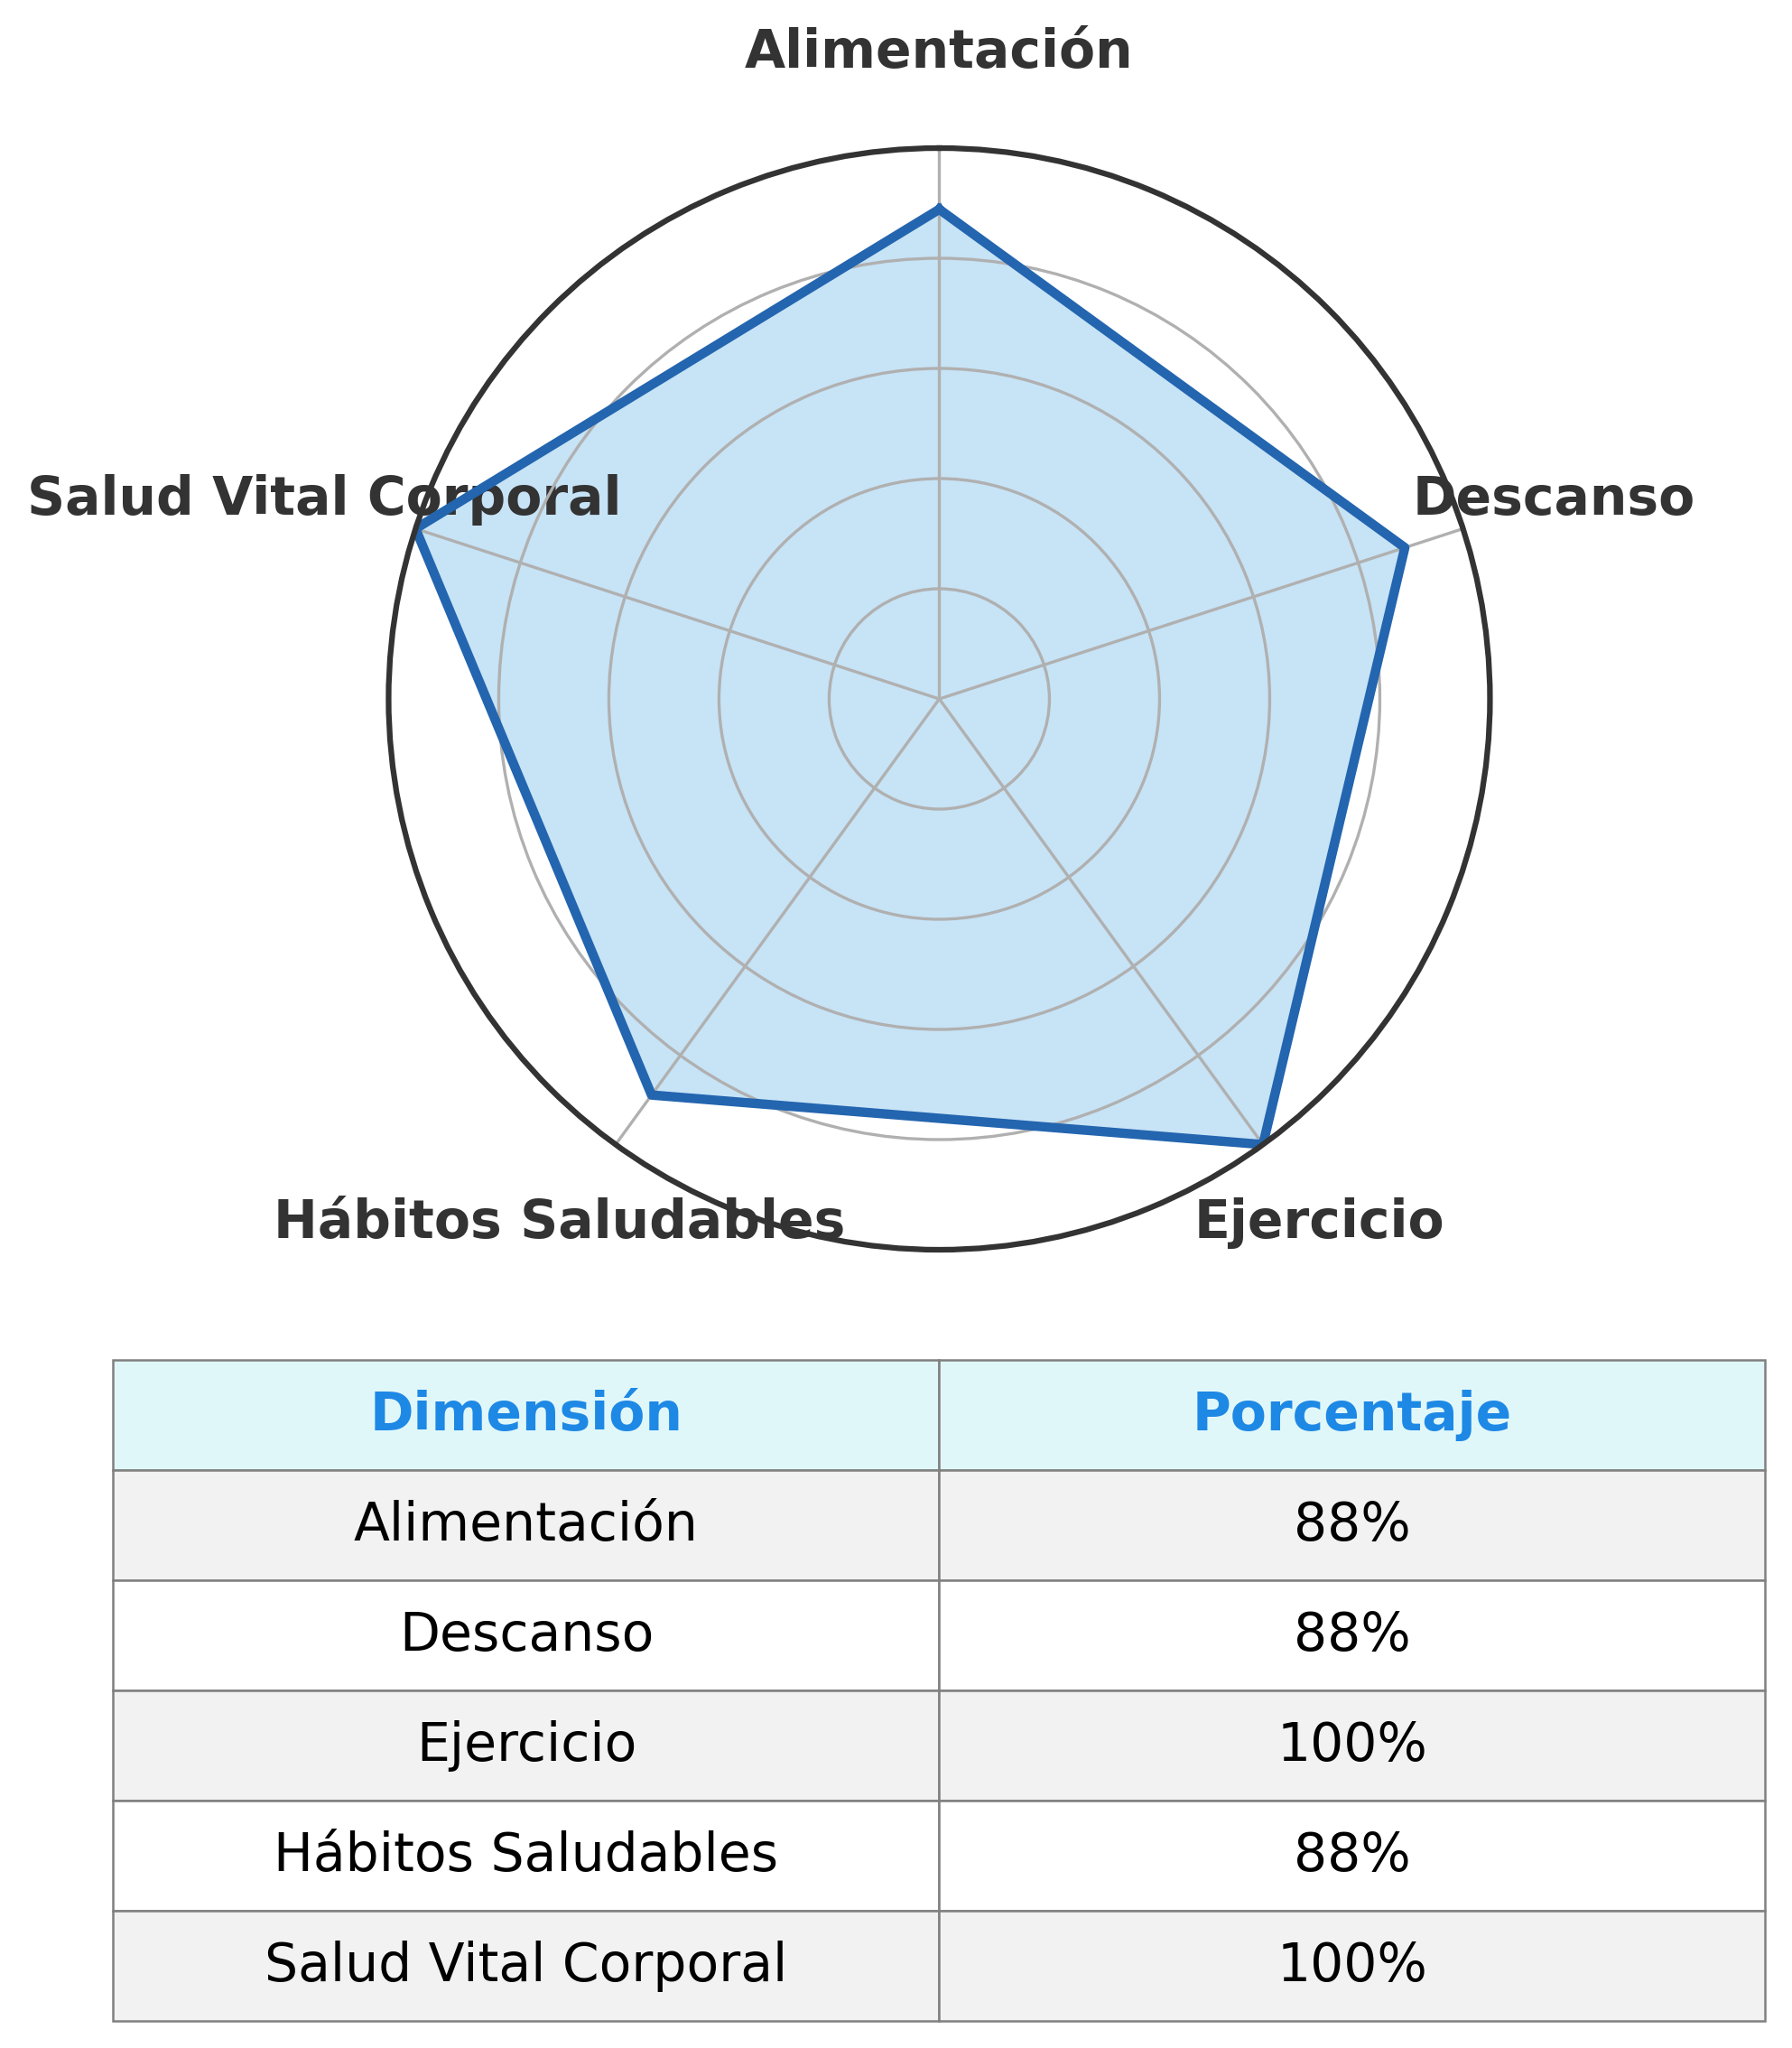 Alimentación
Salud Vital Corporal
Descanso
Hábitos Saludables
Ejercicio
Dimensión Porcentaje
Alimentación 88%
Descanso 88%
Ejercicio 100%
Hábitos Saludables 88%
Salud Vital Corporal 100%